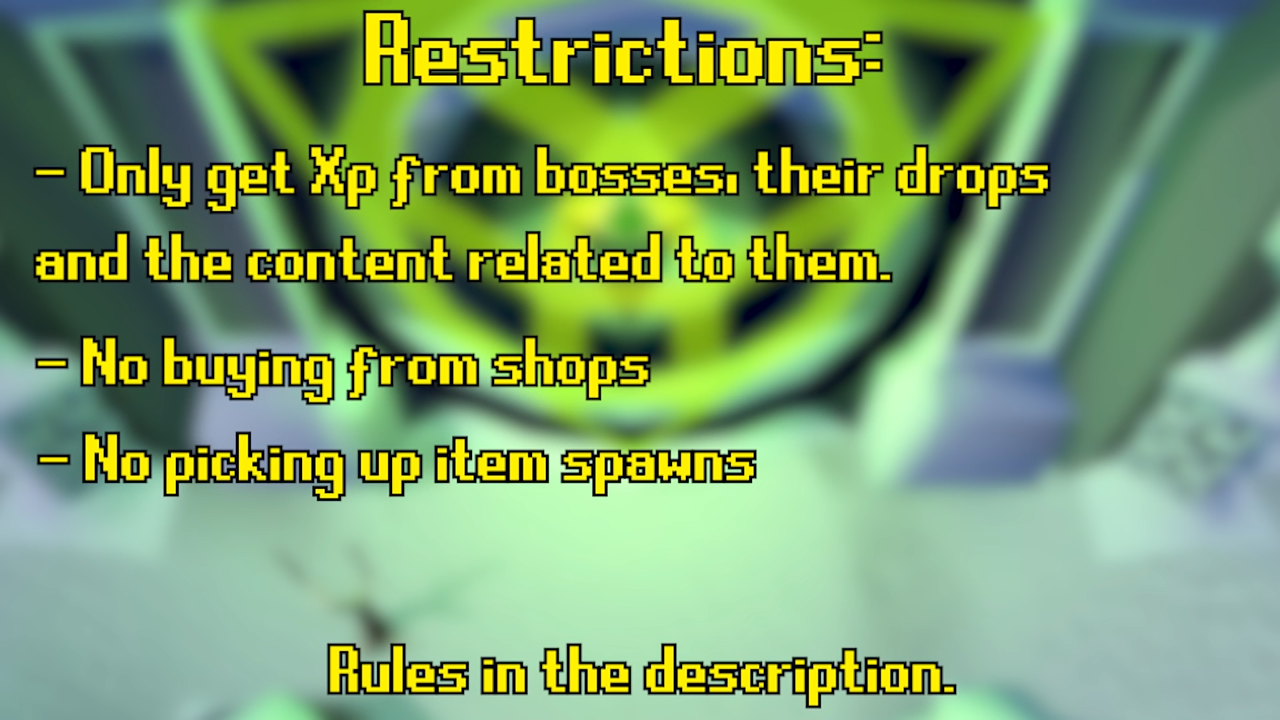 Restrictions:
- Only get Xp from bosses, their drops
and the content related to them.
- No buying from shops
- No picking up item spawns
Rules in the description.